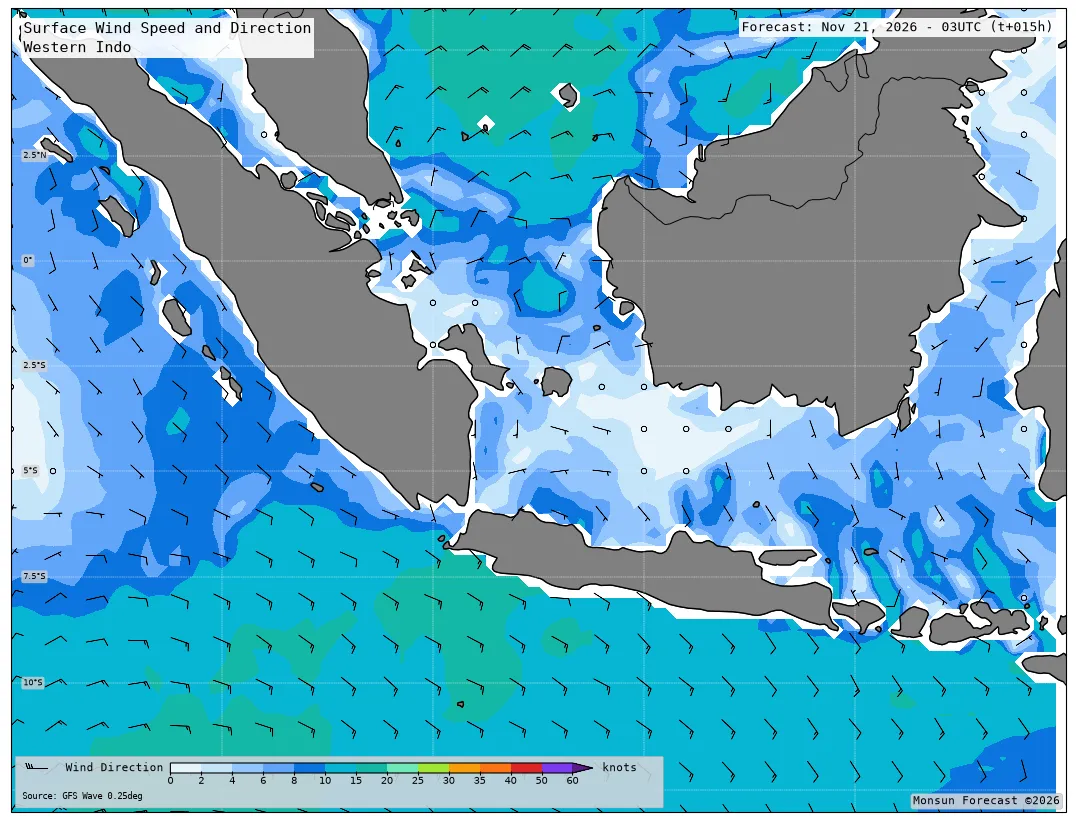 Surface Wind Speed and Direction
Western Indo
Forecast: Nov 21, 2026 - 03UTC (t+015h)
2.5°N
0°
2.5°S
5°S
7.5°S
10°S
Wind Direction
0 2 4 6 8 10 15 20 25 30 35 40 50 60
knots
Source: GFS Wave 0.25deg
Monsun Forecast ©2026